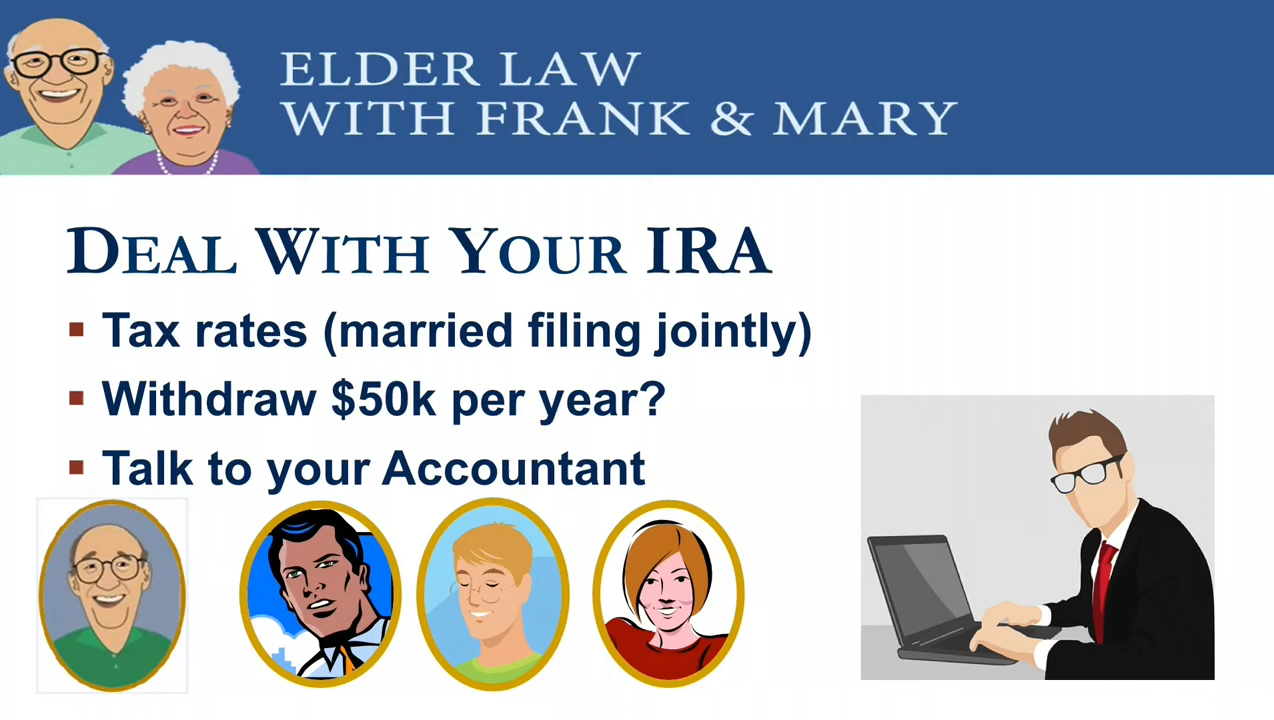 ELDER LAW
WITH FRANK & MARY
DEAL WITH YOUR IRA
Tax rates (married filing jointly)
Withdraw $50k per year?
Talk to your Accountant